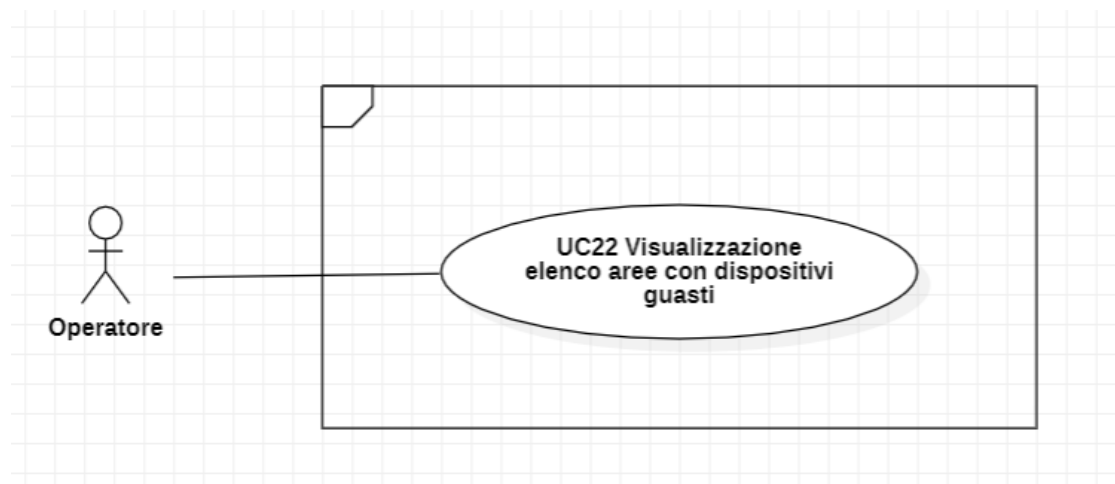 UC22 Visualizzazione
elenco aree con dispositivi
guasti
Operatore